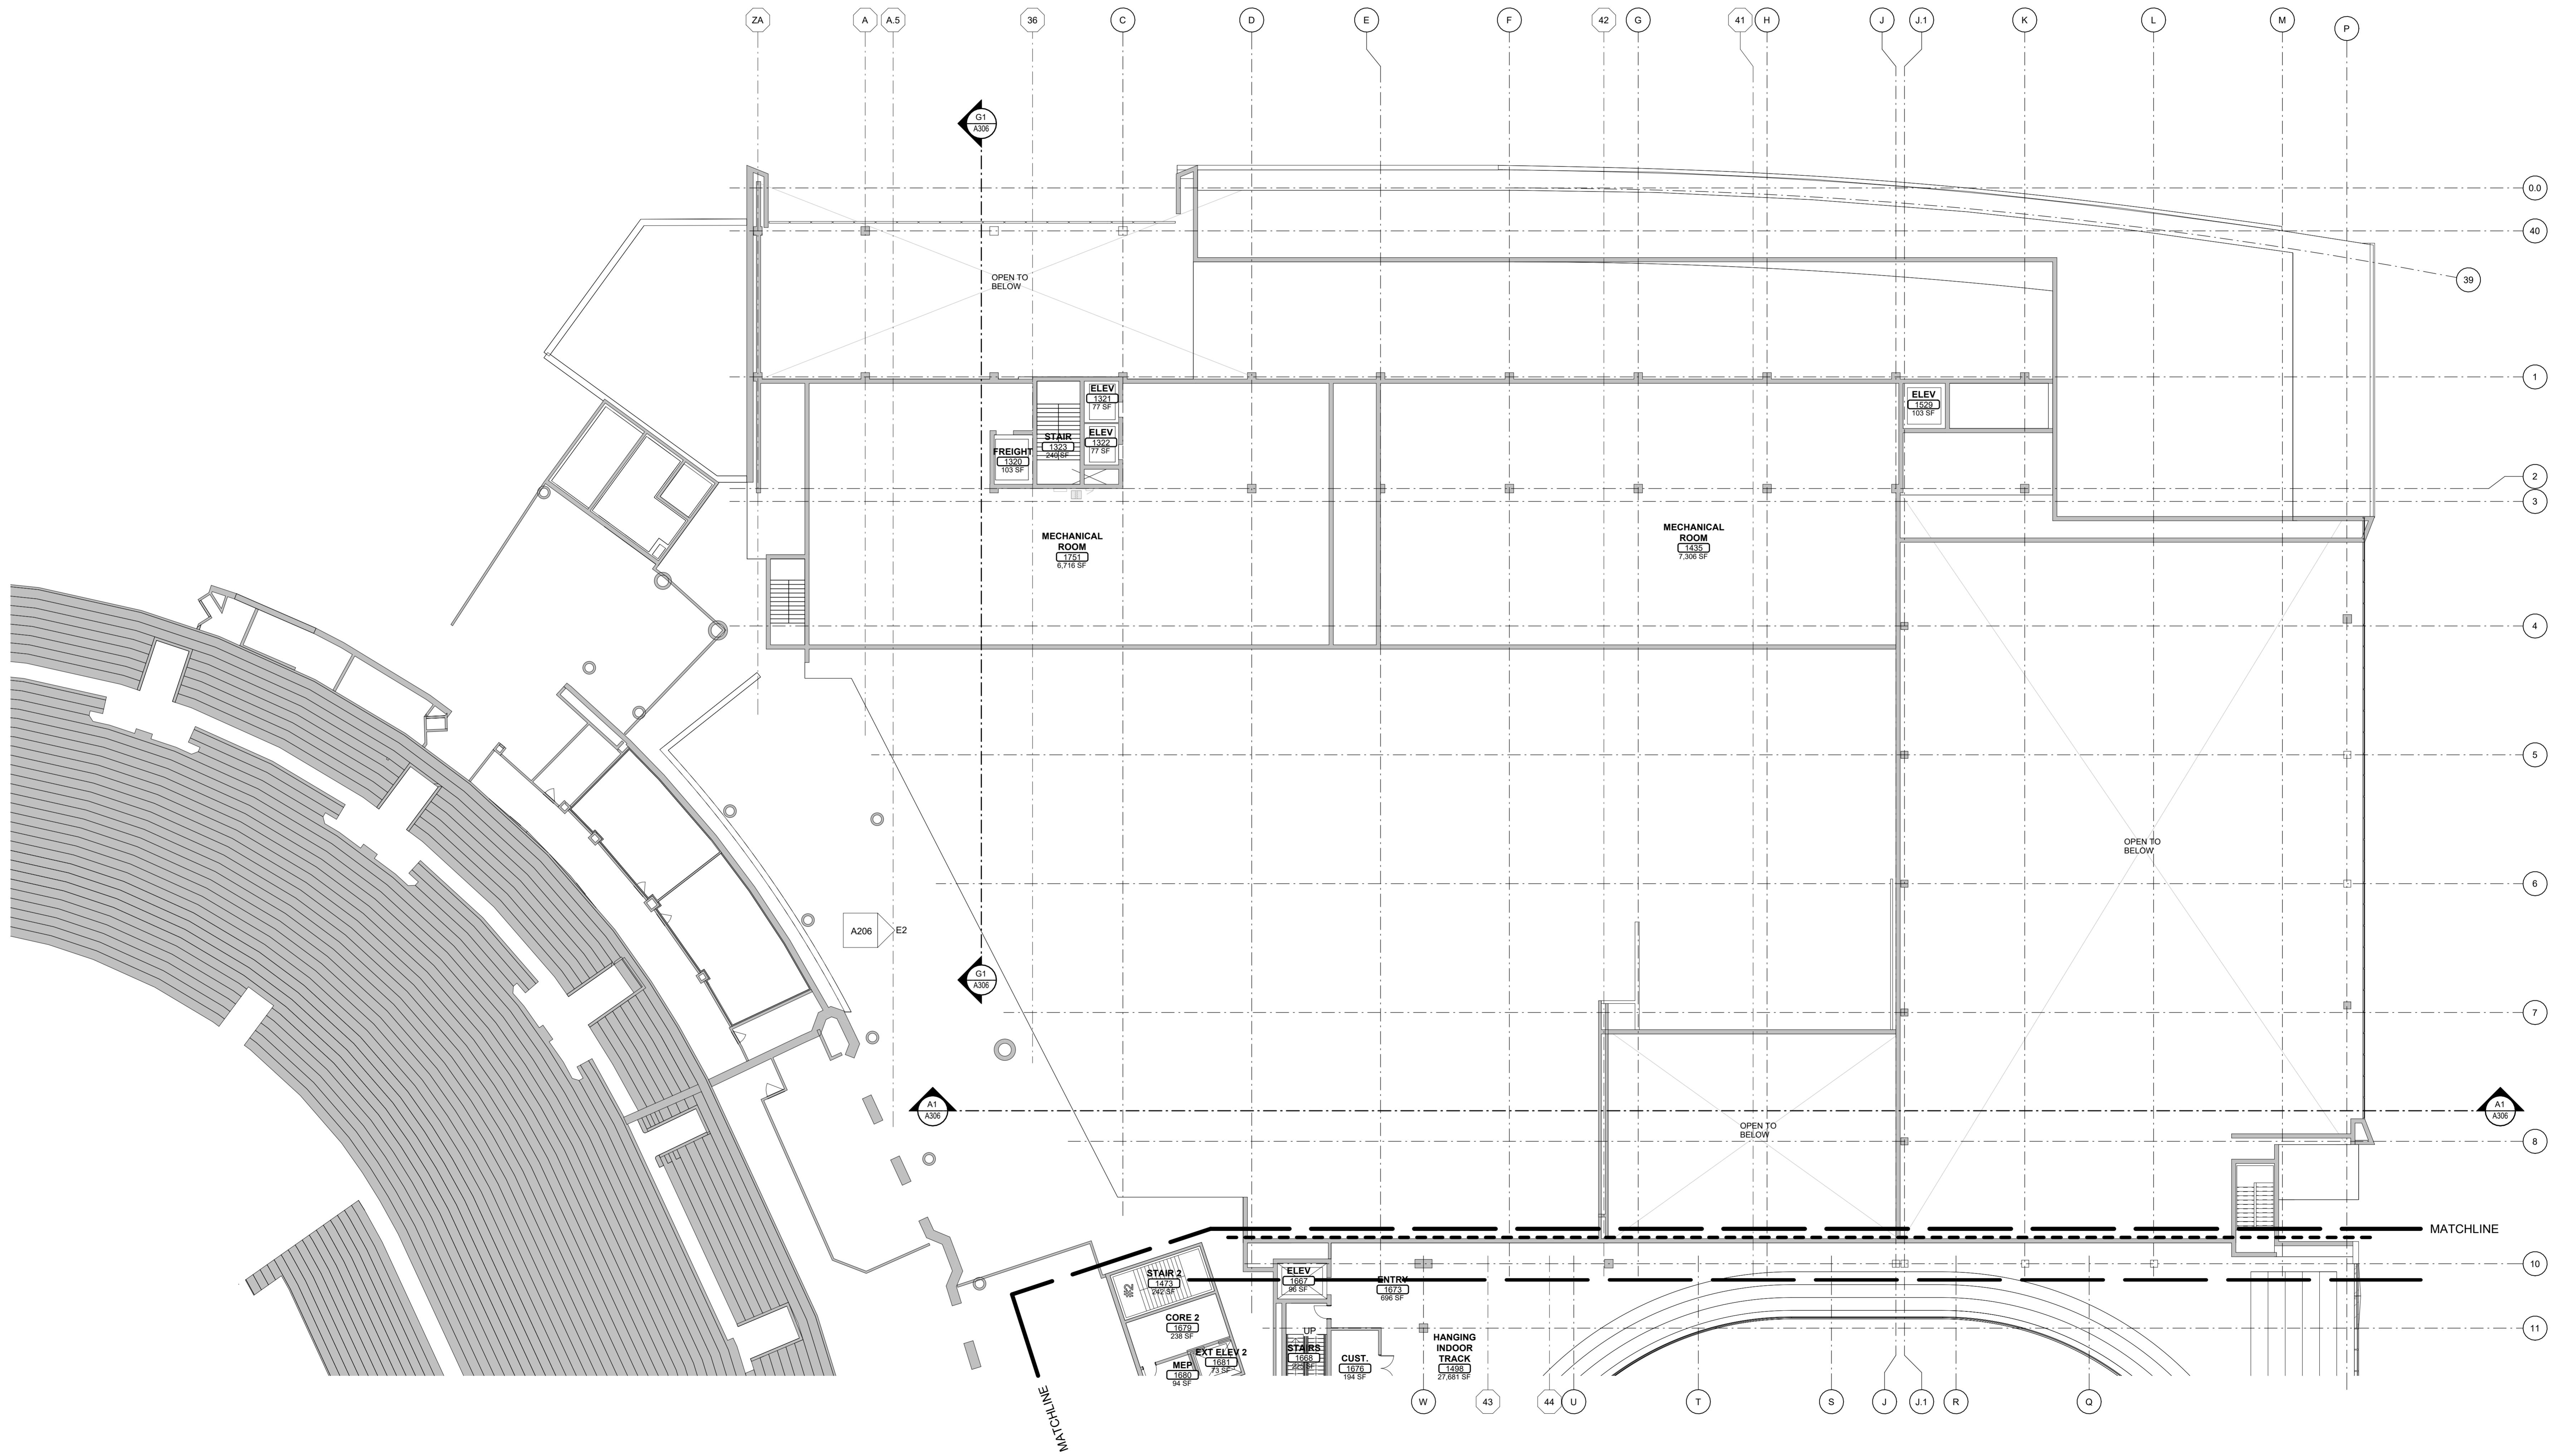 ZA
A
A.5
36
C
D
E
F
42
G
41
H
J
J.1
K
L
M
P
G1
A306
0.0
40
39
OPEN TO
BELOW
1
ELEV
1321
77 SF
ELEV
1322
77 SF
STAIR
1323
FREIGHT
1320
103 SF
ELEV
1529
103 SF
2
3
MECHANICAL
ROOM
1751
6,716 SF
MECHANICAL
ROOM
1435
7,306 SF
4
5
OPEN TO
BELOW
6
A206
E2
G1
A306
7
A1
A306
A1
A306
OPEN TO
BELOW
8
MATCHLINE
10
STAIR 2
1473
242 SF
#2
ELEV
1667
96 SF
ENTRY
1673
696 SF
CORE 2
1679
238 SF
11
UP
STAIRS
1668
HANGING
INDOOR
TRACK
1498
27,681 SF
EXT ELEV 2
1681
73 SF
MEP
1680
94 SF
CUST.
1676
194 SF
MATCHLINE
W
43
44
U
T
S
J
J.1
R
Q